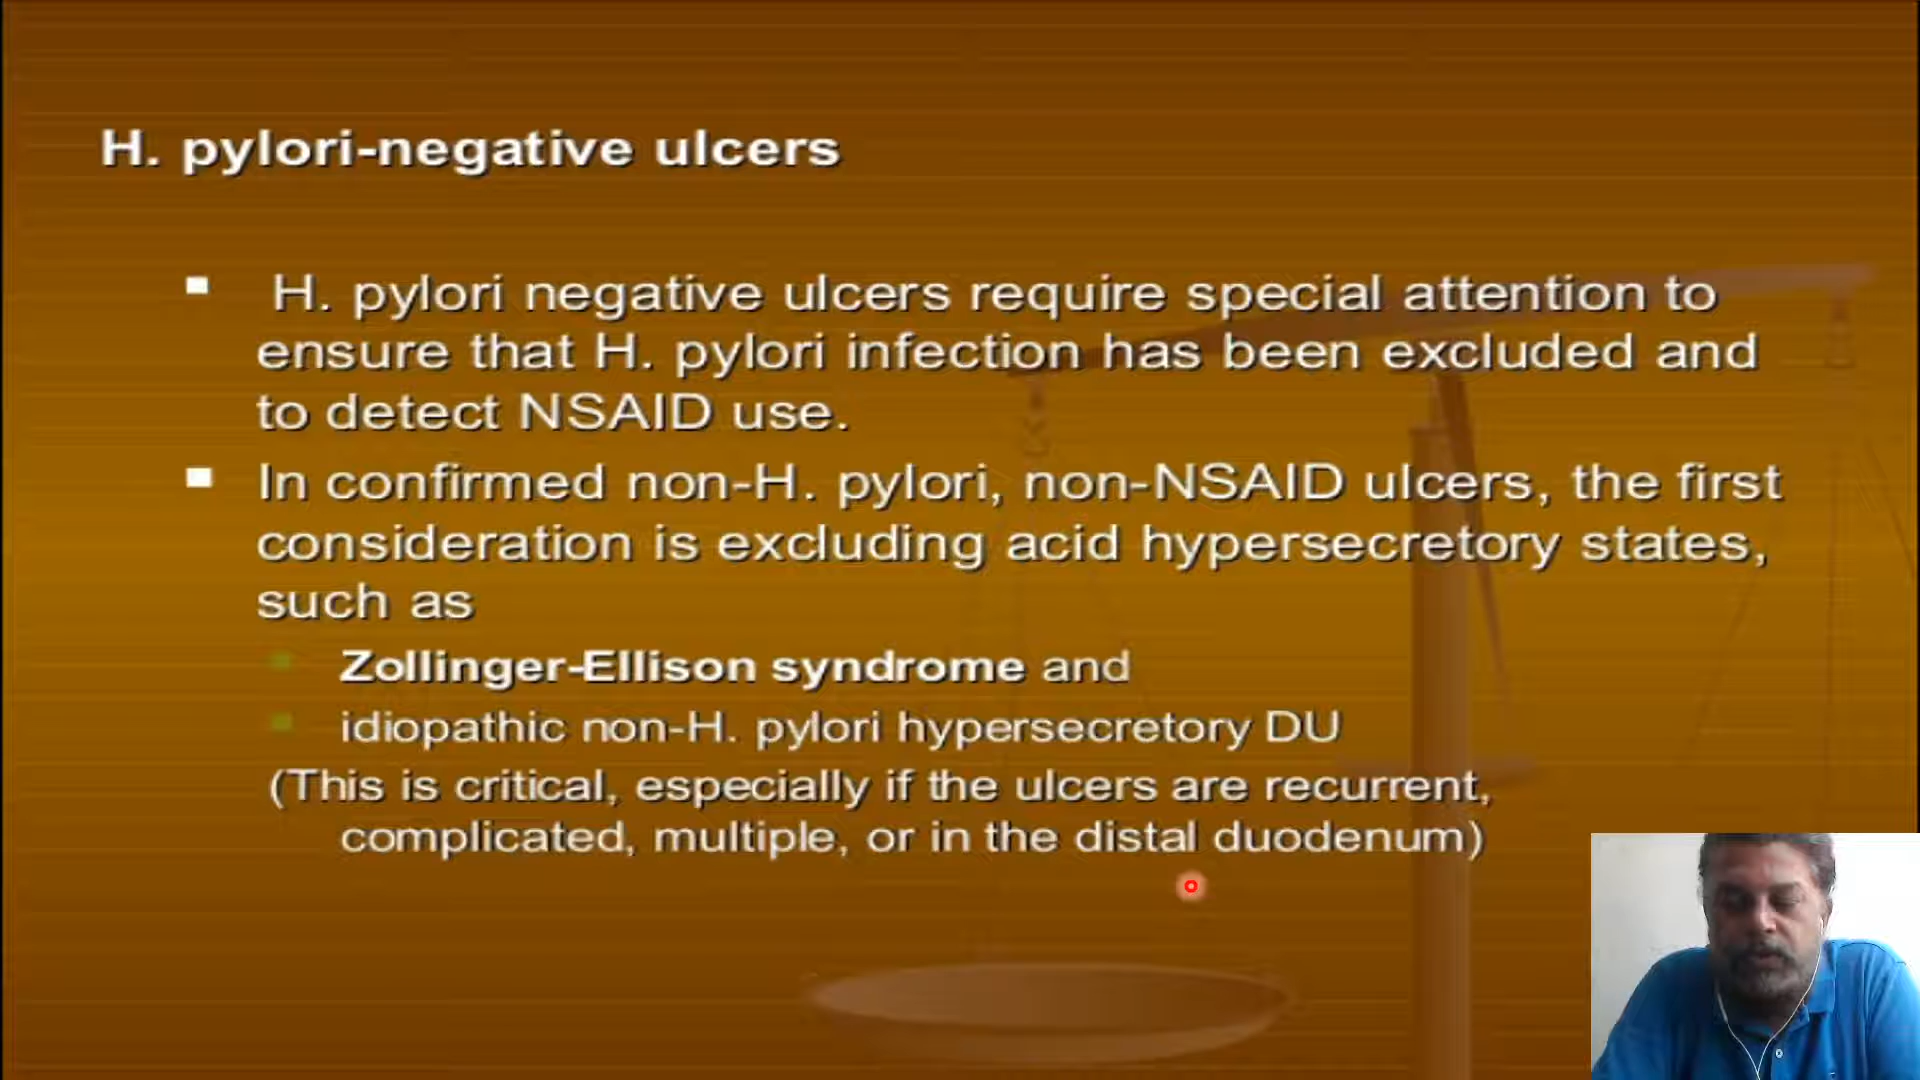 H. pylori-negative ulcers
H. pylori negative ulcers require special attention to
ensure that H. pylori infection has been excluded and
to detect NSAID use.
In confirmed non-H. pylori, non-NSAID ulcers, the first
consideration is excluding acid hypersecretory states,
such as
Zollinger-Ellison syndrome and
idiopathic non-H. pylori hypersecretory DU
(This is critical, especially if the ulcers are recurrent,
complicated, multiple, or in the distal duodenum)